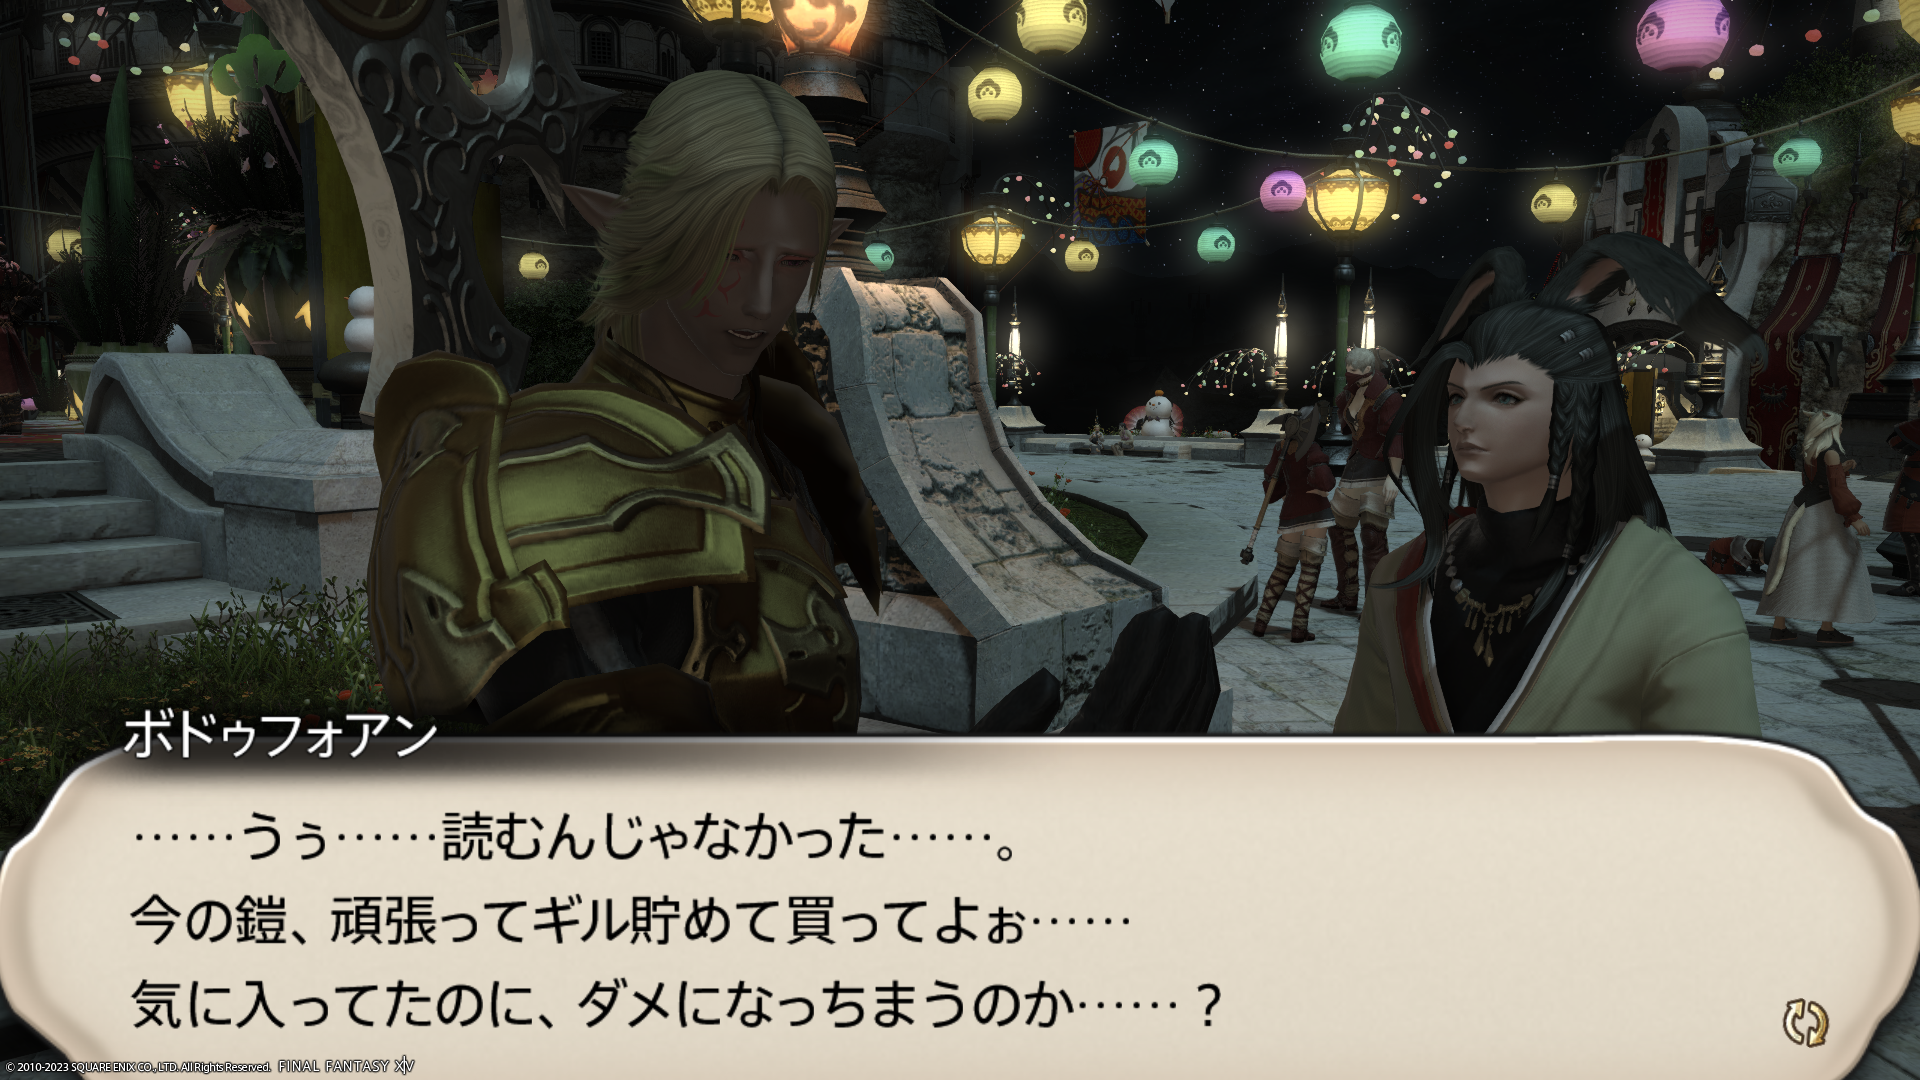 ボドゥフォアン
……うぅ……読むんじゃなかった……。
今の鎧、頑張ってギル貯めて買ってよぉ……
気に入ってたのに、ダメになっちまうのか……？
© 2010-2023 SQUARE ENIX CO., LTD. All Rights Reserved. FINAL FANTASY XIV